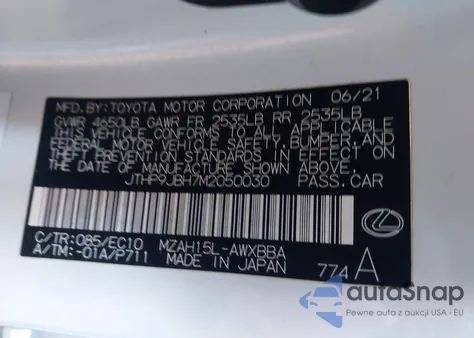 MFD. BY: TOYOTA MOTOR CORPORATION 06/21
GVWR 4650LB GAWR FR 2535LB RR 2535LB
THIS VEHICLE CONFORMS TO ALL APPLICABLE
FEDERAL MOTOR VEHICLE SAFETY, BUMPER, AND
THEFT PREVENTION STANDARDS IN EFFECT ON
THE DATE OF MANUFACTURE SHOWN ABOVE.
JTHP9JBH7M2050030 PASS. CAR
C/TR: 085/EC10 MZAH15L-AWXBBA
A/TM: -01A/P711 MADE IN JAPAN 774 A
autoSnap
Pewne auta z aukcji USA - EU